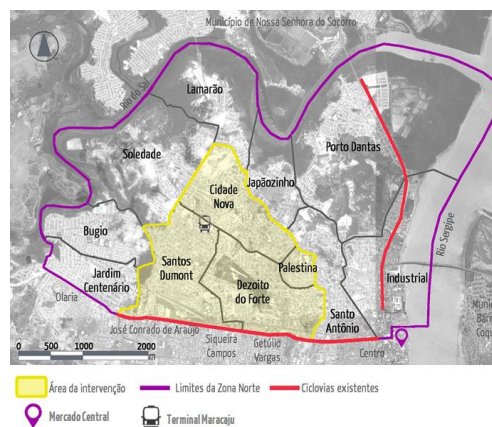 Município de Nossa Senhora do Socorro
Rio do Sal
Lamarão
Porto Dantas
Soledade
Japãozinho
Cidade
Nova
Bugio
Rio Sergipe
Santos
Dumont
Palestina
Jardim
Centenário
Dezoito
do Forte
Industrial
Olaria
Santo
Antônio
José Conrado de Araújo
Siqueira
Campos
Getúlio
Vargas
Centro
Muni
Barr
Coq
0 500 1000 2000
m
Área da intervenção
Limites da Zona Norte
Ciclovias existentes
Mercado Central
Terminal Maracaju